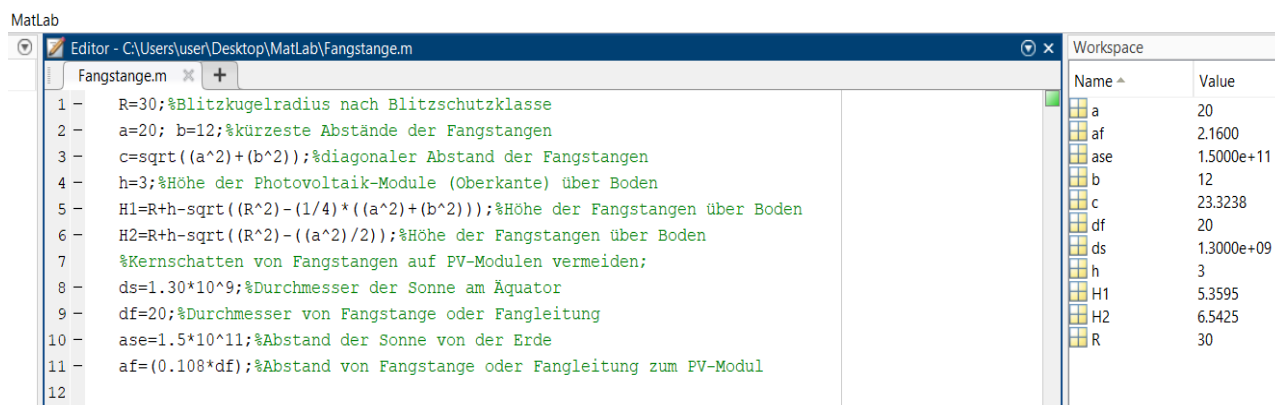 MatLab
Editor - C:\Users\user\Desktop\MatLab\Fangstange.m
Fangstange.m
1 - R=30;%Blitzkugelradius nach Blitzschutzklasse
2 - a=20; b=12;%kürzeste Abstände der Fangstangen
3 - c=sqrt((a^2)+(b^2));%diagonaler Abstand der Fangstangen
4 - h=3;%Höhe der Photovoltaik-Module (Oberkante) über Boden
5 - H1=R+h-sqrt((R^2)-(1/4)*((a^2)+(b^2)));%Höhe der Fangstangen über Boden
6 - H2=R+h-sqrt((R^2)-((a^2)/2));%Höhe der Fangstangen über Boden
7 %Kernschatten von Fangstangen auf PV-Modulen vermeiden;
8 - ds=1.30*10^9;%Durchmesser der Sonne am Äquator
9 - df=20;%Durchmesser von Fangstange oder Fangleitung
10 - ase=1.5*10^11;%Abstand der Sonne von der Erde
11 - af=(0.108*df);%Abstand von Fangstange oder Fangleitung zum PV-Modul
12
Workspace
Name Value
a 20
af 2.1600
ase 1.5000e+11
b 12
c 23.3238
df 20
ds 1.3000e+09
h 3
H1 5.3595
H2 6.5425
R 30